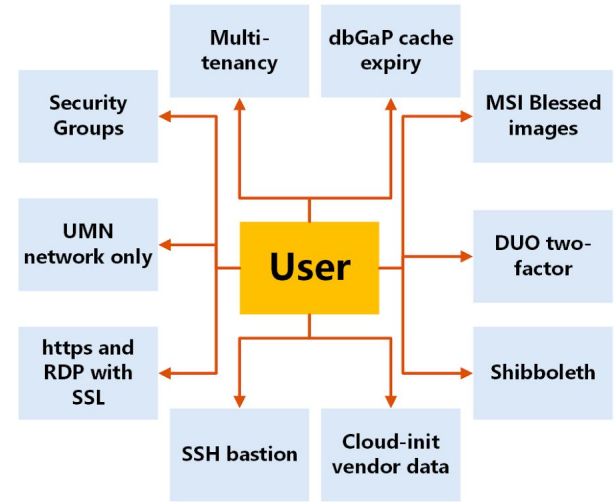 Multi-
tenancy
dbGaP cache
expiry
Security
Groups
MSI Blessed
images
UMN
network only
User
DUO two-
factor
https and
RDP with
SSL
Shibboleth
SSH bastion
Cloud-init
vendor data